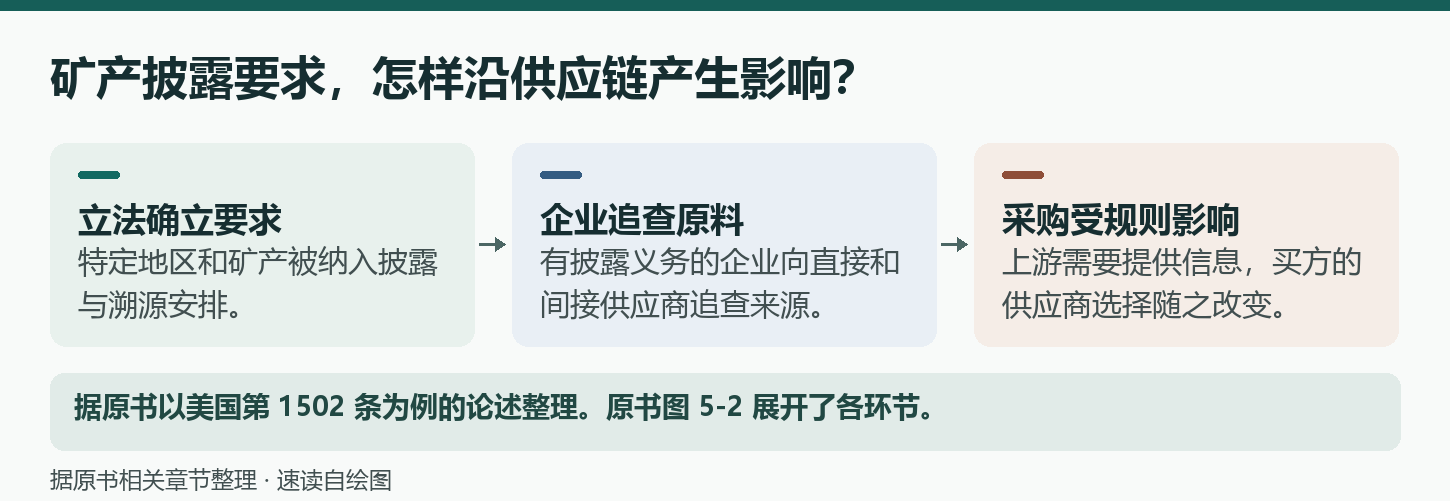 矿产披露要求，怎样沿供应链产生影响？
立法确立要求
特定地区和矿产被纳入披露
与溯源安排。
企业追查原料
有披露义务的企业向直接和
间接供应商追查来源。
采购受规则影响
上游需要提供信息，买方的
供应商选择随之改变。
据原书以美国第 1502 条为例的论述整理。原书图 5-2 展开了各环节。
据原书相关章节整理 · 速读自绘图